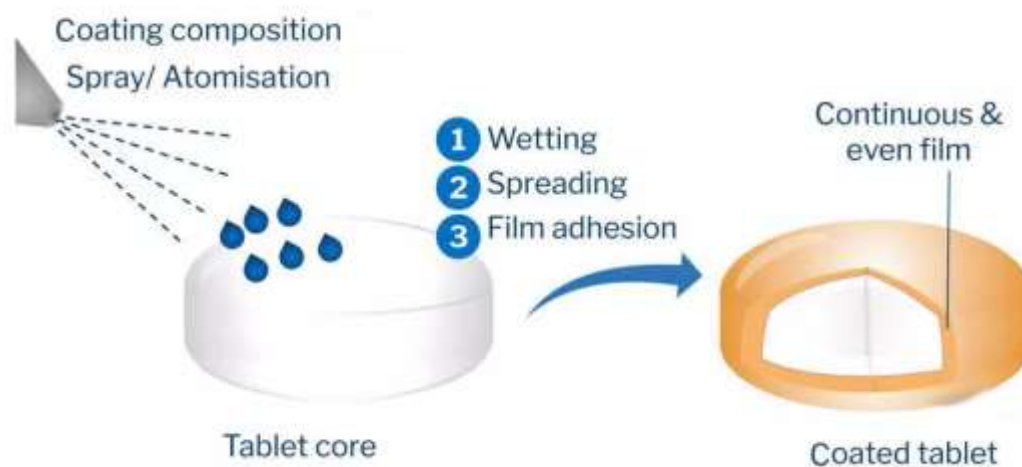 Coating composition
Spray/ Atomisation
1 Wetting
2 Spreading
3 Film adhesion
Continuous &
even film
Tablet core
Coated tablet